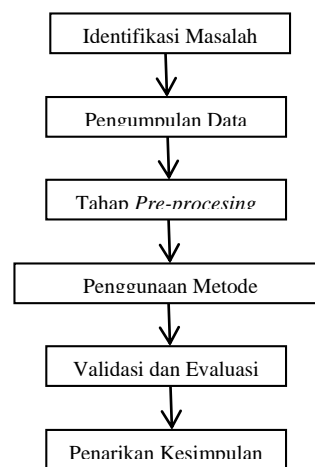 Identifikasi Masalah
Pengumpulan Data
Tahap Pre-procesing
Penggunaan Metode
Validasi dan Evaluasi
Penarikan Kesimpulan